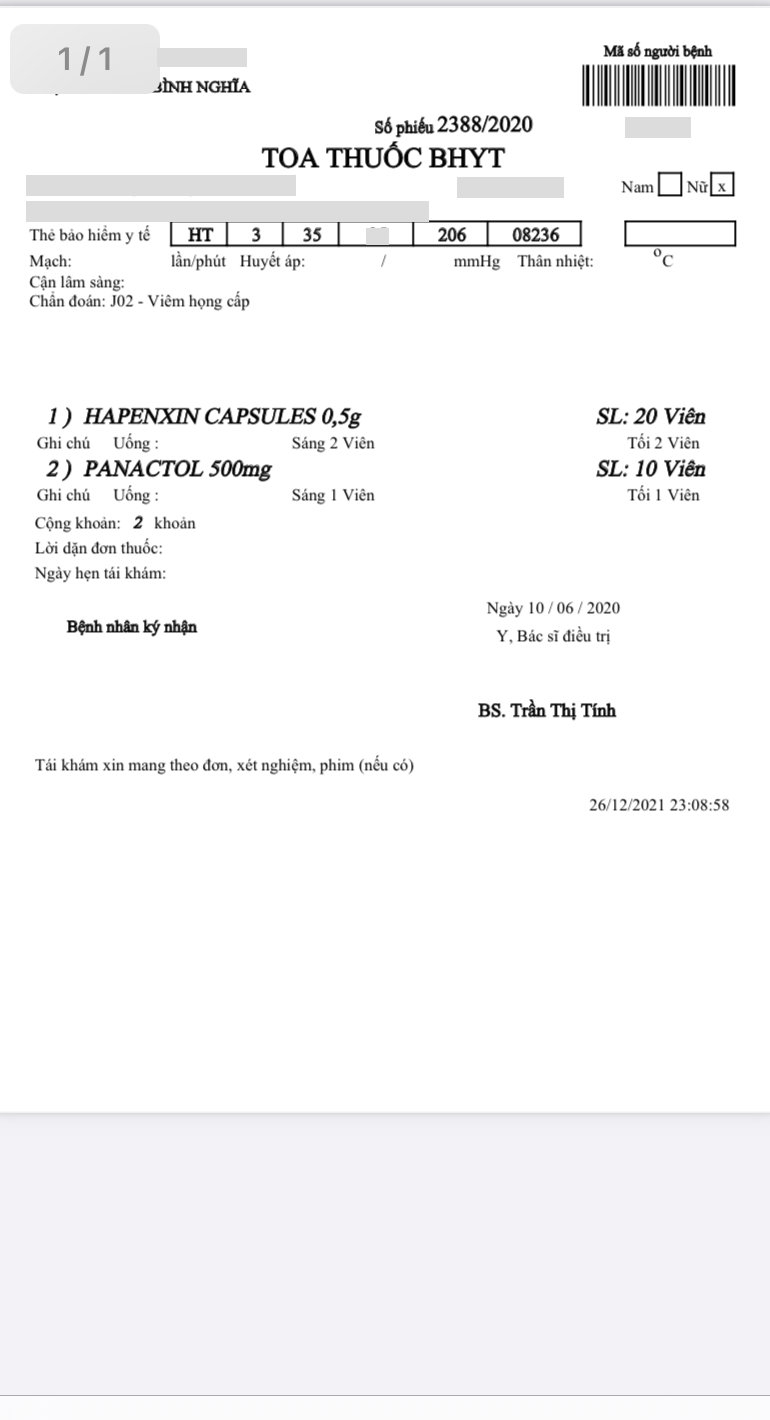 1/1
Mã số người bệnh
BÌNH NGHĨA
Số phiếu 2388/2020
TOA THUỐC BHYT
Nam Nữ x
Thẻ bảo hiểm y tế HT 3 35 206 08236
Mạch: lần/phút Huyết áp: / mmHg Thân nhiệt: °C
Cận lâm sàng:
Chẩn đoán: J02 - Viêm họng cấp
1 ) HAPENXIN CAPSULES 0,5g SL: 20 Viên
Ghi chú Uống : Sáng 2 Viên Tối 2 Viên
2 ) PANACTOL 500mg SL: 10 Viên
Ghi chú Uống : Sáng 1 Viên Tối 1 Viên
Cộng khoản: 2 khoản
Lời dặn đơn thuốc:
Ngày hẹn tái khám:
Ngày 10 / 06 / 2020
Bệnh nhân ký nhận
Y, Bác sĩ điều trị
BS. Trần Thị Tính
Tái khám xin mang theo đơn, xét nghiệm, phim (nếu có)
26/12/2021 23:08:58